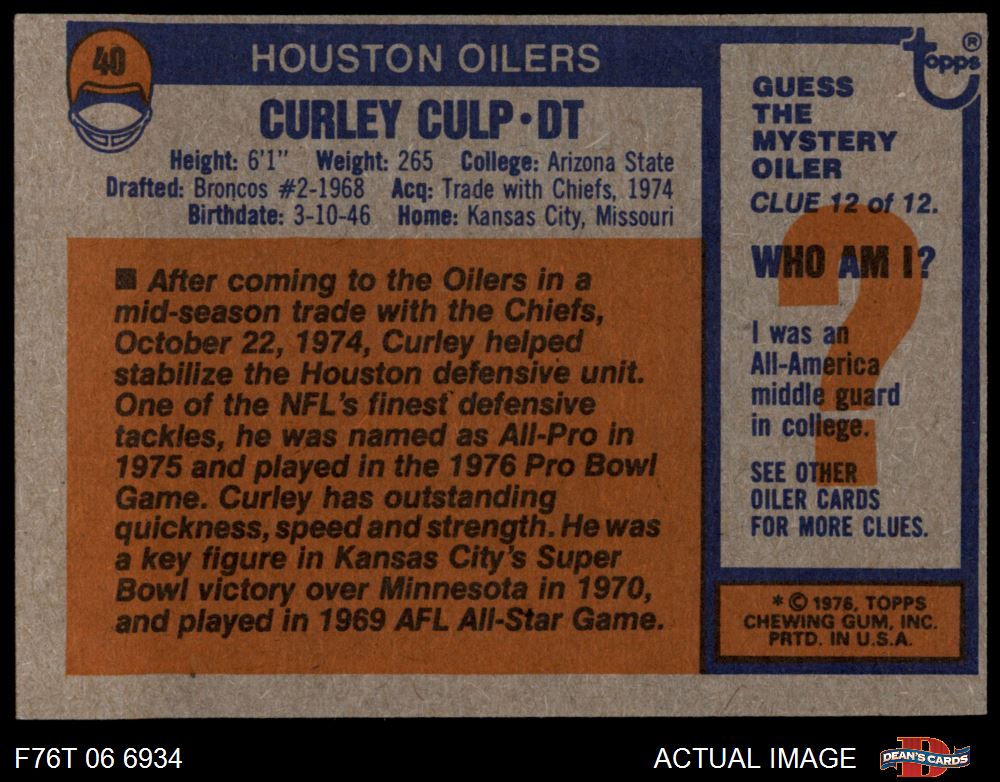 40
HOUSTON OILERS
CURLEY CULP • DT
Height: 6'1" Weight: 265 College: Arizona State
Drafted: Broncos #2-1968 Acq: Trade with Chiefs, 1974
Birthdate: 3-10-46 Home: Kansas City, Missouri
■ After coming to the Oilers in a
mid-season trade with the Chiefs,
October 22, 1974, Curley helped
stabilize the Houston defensive unit.
One of the NFL's finest defensive
tackles, he was named as All-Pro in
1975 and played in the 1976 Pro Bowl
Game. Curley has outstanding
quickness, speed and strength. He was
a key figure in Kansas City's Super
Bowl victory over Minnesota in 1970,
and played in 1969 AFL All-Star Game.
topps®
GUESS
THE
MYSTERY
OILER
CLUE 12 of 12.
WHO AM I?
?
I was an
All-America
middle guard
in college.
SEE OTHER
OILER CARDS
FOR MORE CLUES.
* © 1976, TOPPS
CHEWING GUM, INC.
PRTD. IN U.S.A.
F76T 06 6934
ACTUAL IMAGE
DEAN'S CARDS